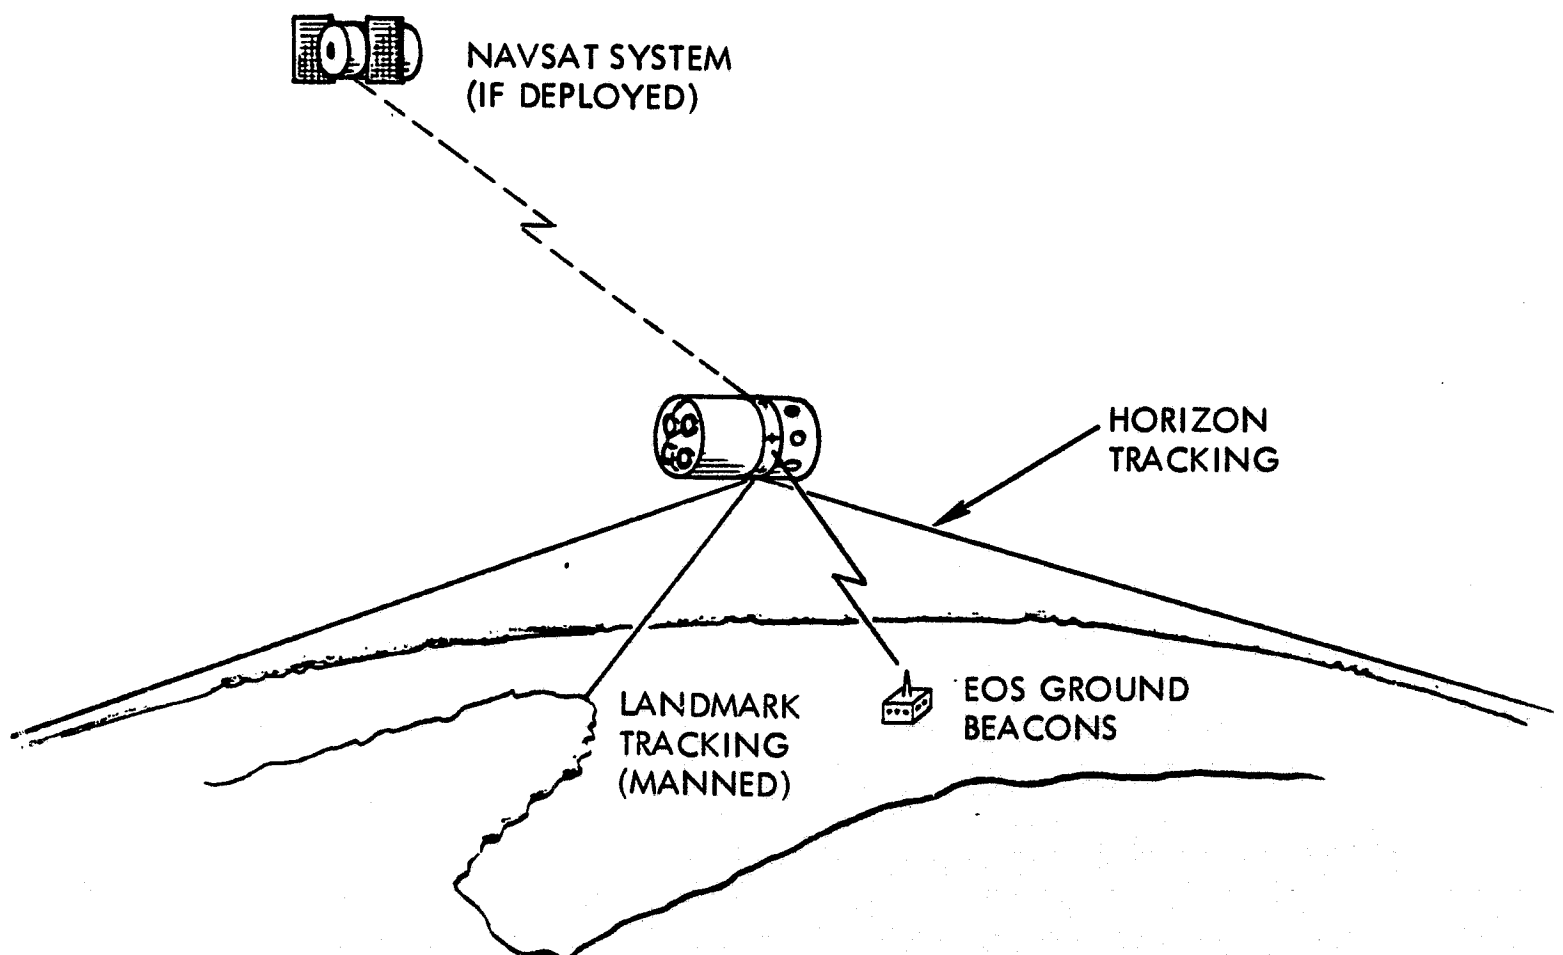 NAVSAT SYSTEM
(IF DEPLOYED)
HORIZON
TRACKING
LANDMARK
TRACKING
(MANNED)
EOS GROUND
BEACONS